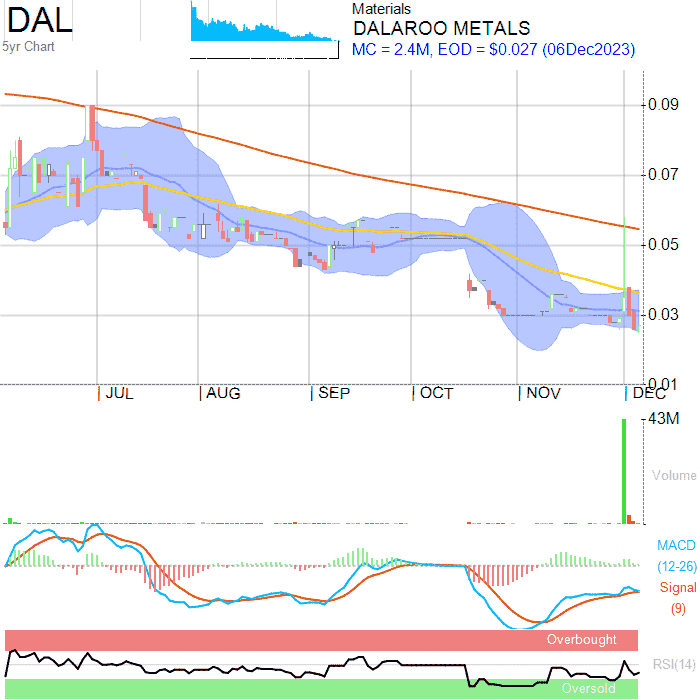 DAL
5yr Chart
Materials
DALAROO METALS
MC = 2.4M, EOD = $0.027 (06Dec2023)
0.09
0.07
0.05
0.03
0.01
JUL AUG SEP OCT NOV DEC
43M
Volume
MACD
(12-26)
Signal
(9)
Overbought
RSI(14)
Oversold